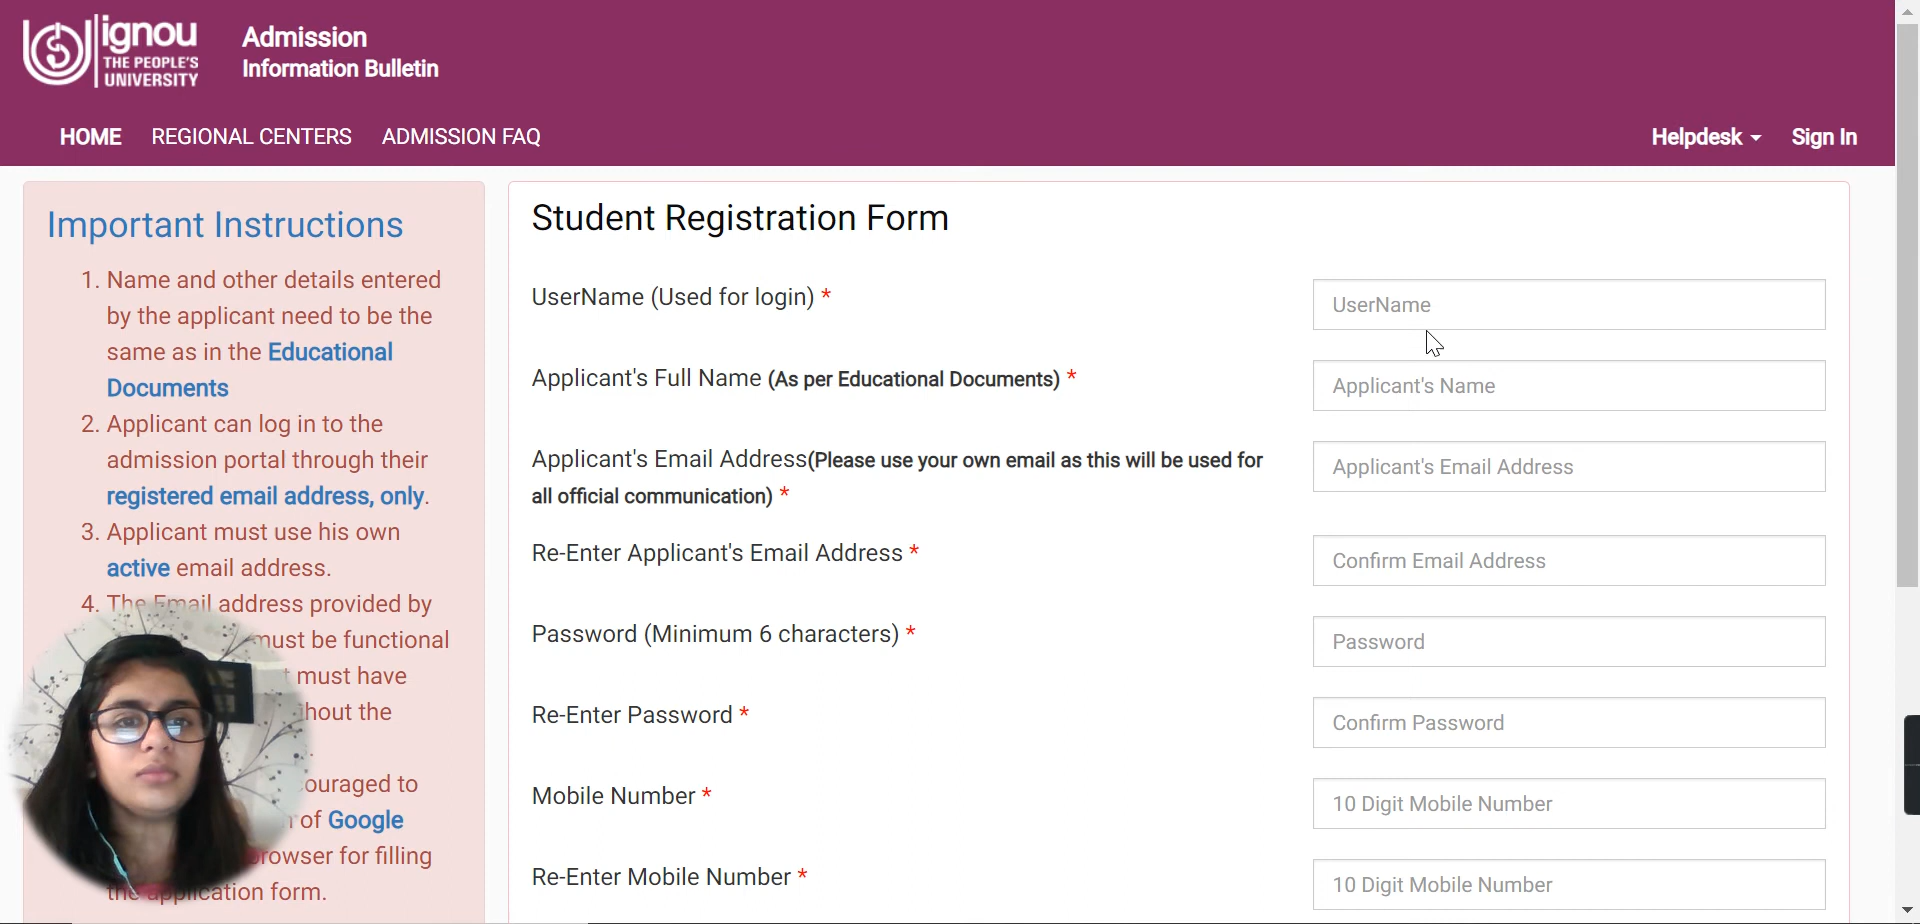 ignou
THE PEOPLE'S
UNIVERSITY
Admission
Information Bulletin
HOME REGIONAL CENTERS ADMISSION FAQ
Helpdesk Sign In
Important Instructions
1. Name and other details entered
by the applicant need to be the
same as in the Educational
Documents
2. Applicant can log in to the
admission portal through their
registered email address, only.
3. Applicant must use his own
active email address.
4. The Email address provided by
must be functional
must have
the
to
of Google
for filling
the application form.
Student Registration Form
UserName (Used for login) *
UserName
Applicant's Full Name (As per Educational Documents) *
Applicant's Name
Applicant's Email Address(Please use your own email as this will be used for
all official communication) *
Applicant's Email Address
Re-Enter Applicant's Email Address *
Confirm Email Address
Password (Minimum 6 characters) *
Password
Re-Enter Password *
Confirm Password
Mobile Number *
10 Digit Mobile Number
Re-Enter Mobile Number *
10 Digit Mobile Number